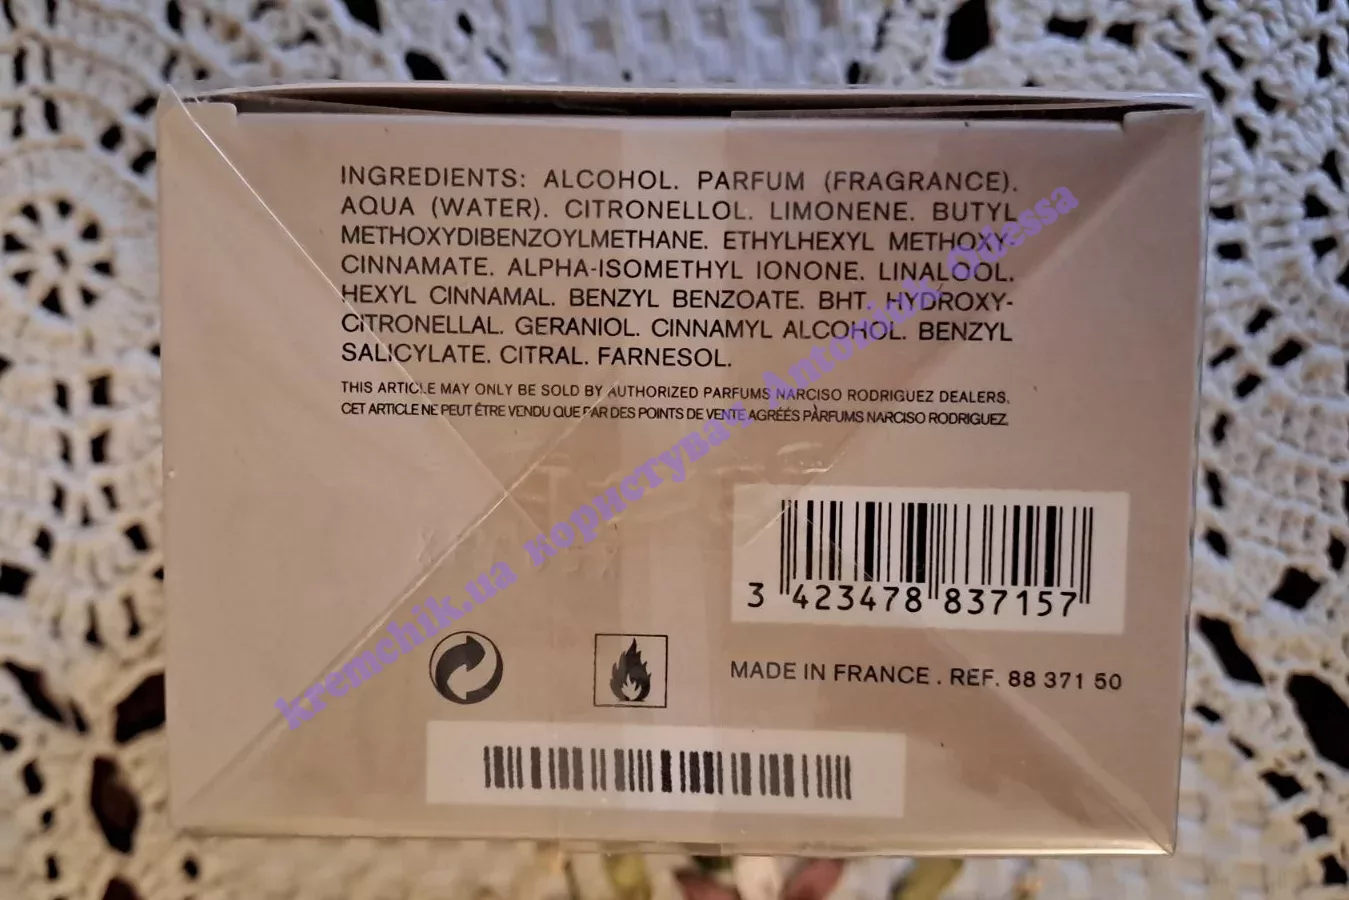 INGREDIENTS: ALCOHOL. PARFUM (FRAGRANCE).
AQUA (WATER). CITRONELLOL. LIMONENE. BUTYL
METHOXYDIBENZOYLMETHANE. ETHYLHEXYL METHOXY-
CINNAMATE. ALPHA-ISOMETHYL IONONE. LINALOOL.
HEXYL CINNAMAL. BENZYL BENZOATE. BHT. HYDROXY-
CITRONELLAL. GERANIOL. CINNAMYL ALCOHOL. BENZYL
SALICYLATE. CITRAL. FARNESOL.
THIS ARTICLE MAY ONLY BE SOLD BY AUTHORIZED PARFUMS NARCISO RODRIGUEZ DEALERS.
CET ARTICLE NE PEUT ÊTRE VENDU QUE PAR DES POINTS DE VENTE AGRÉÉS PARFUMS NARCISO RODRIGUEZ.
3 423478 837157
MADE IN FRANCE . REF. 88 371 50
kremchik.ua користувач Antonink Odessa